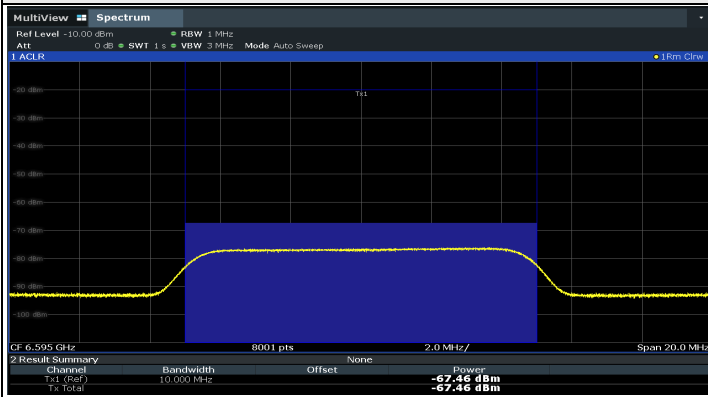 MultiView Spectrum
Ref Level -10.00 dBm RBW 1 MHz
Att 0 dB SWT 1 s VBW 3 MHz Mode Auto Sweep
1 ACLR 1Rm Clrw
Tx1
-20 dBm
-30 dBm
-40 dBm
-50 dBm
-60 dBm
-70 dBm
-80 dBm
-90 dBm
-100 dBm
CF 6.595 GHz 8001 pts 2.0 MHz/ Span 20.0 MHz
2 Result Summary None
Channel Bandwidth Offset Power
Tx1 (Ref) 10.000 MHz -67.46 dBm
Tx Total -67.46 dBm